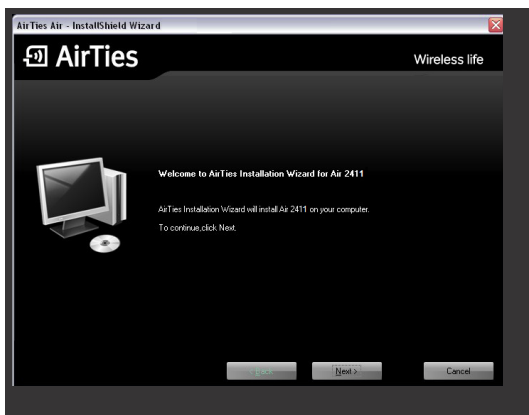 AirTies Air - InstallShield Wizard
AirTies
Wireless life
Welcome to AirTies Installation Wizard for Air 2411
AirTies Installation Wizard will install Air 2411 on your computer.
To continue,click Next.
< Back
Next >
Cancel